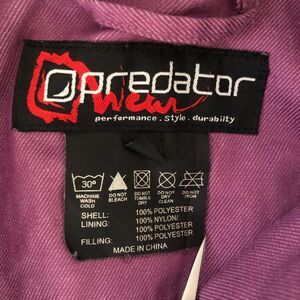 predator
Wear
performance . style . durabilty
30°
MACHINE WASH COLD
DO NOT BLEACH
DO NOT TUMBLE DRY
DO NOT DRY CLEAN
DO NOT IRON
SHELL: 100% POLYESTER
LINING: 100% NYLON/
100% POLYESTER
FILLING: 100% POLYESTER
MADE IN CHINA